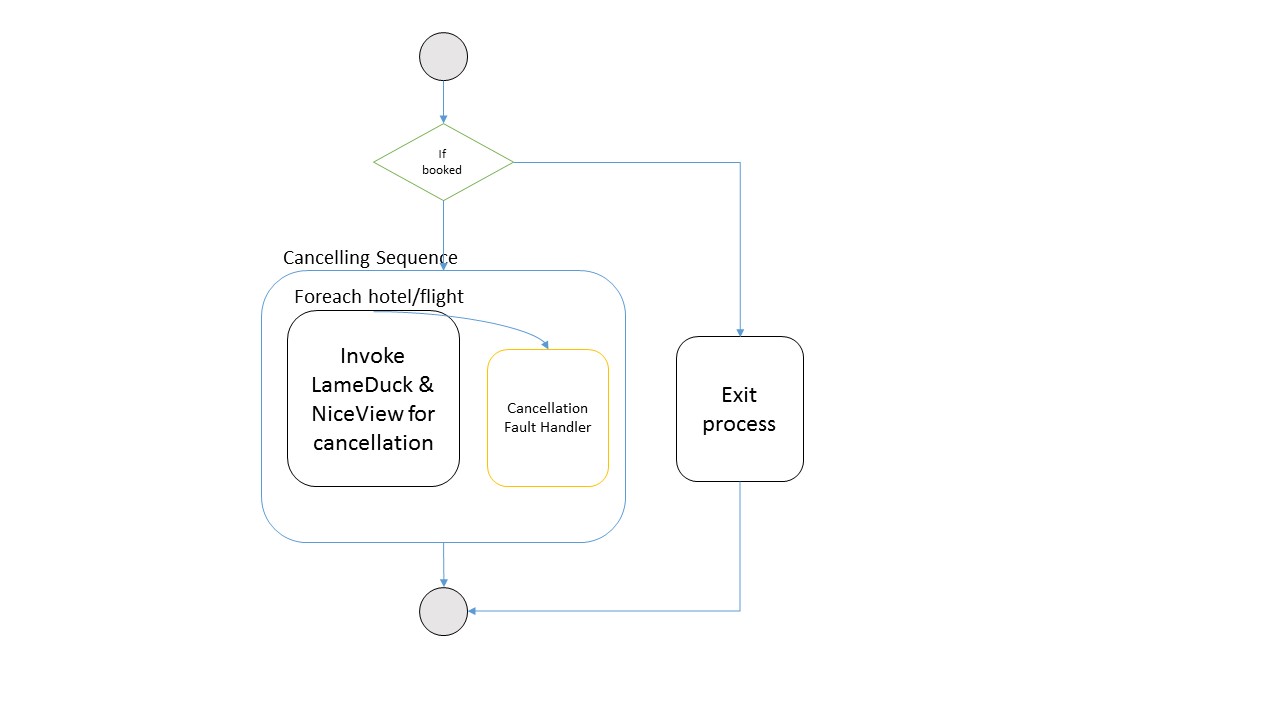 If
booked
Cancelling Sequence
Foreach hotel/flight
Invoke
LameDuck &
NiceView for
cancellation
Cancellation
Fault Handler
Exit
process